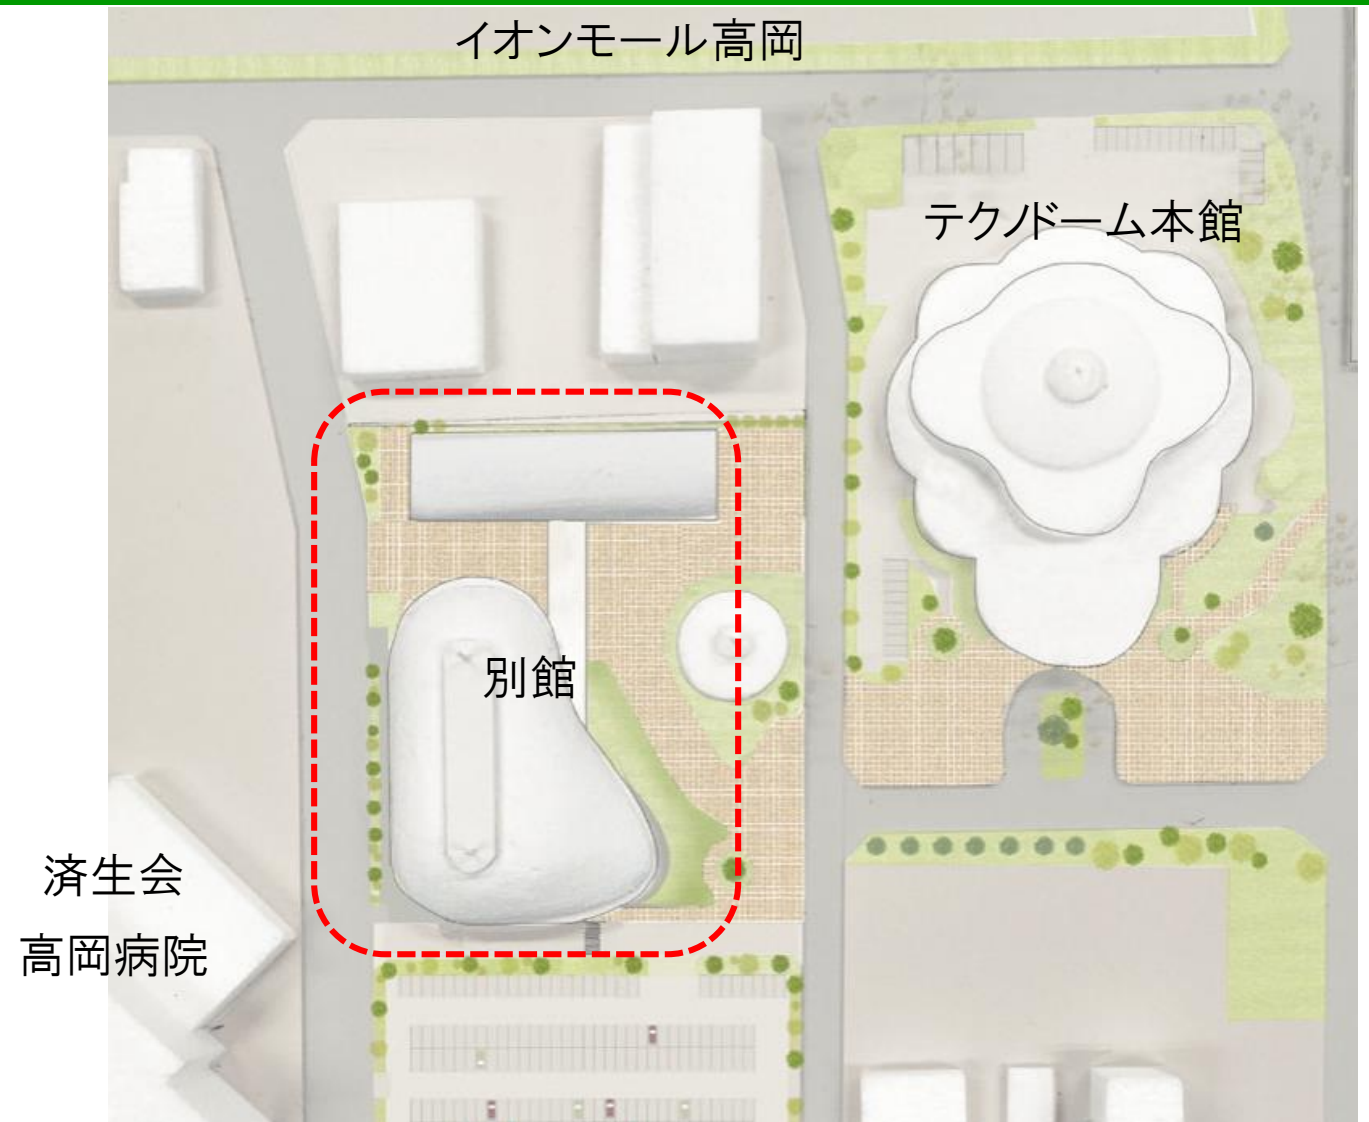 イオンモール高岡
テクノドーム本館
別館
済生会
高岡病院